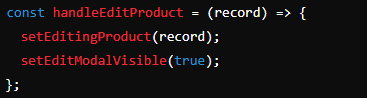 const handleEditProduct = (record) => {
  setEditingProduct(record);
  setEditModalVisible(true);
};